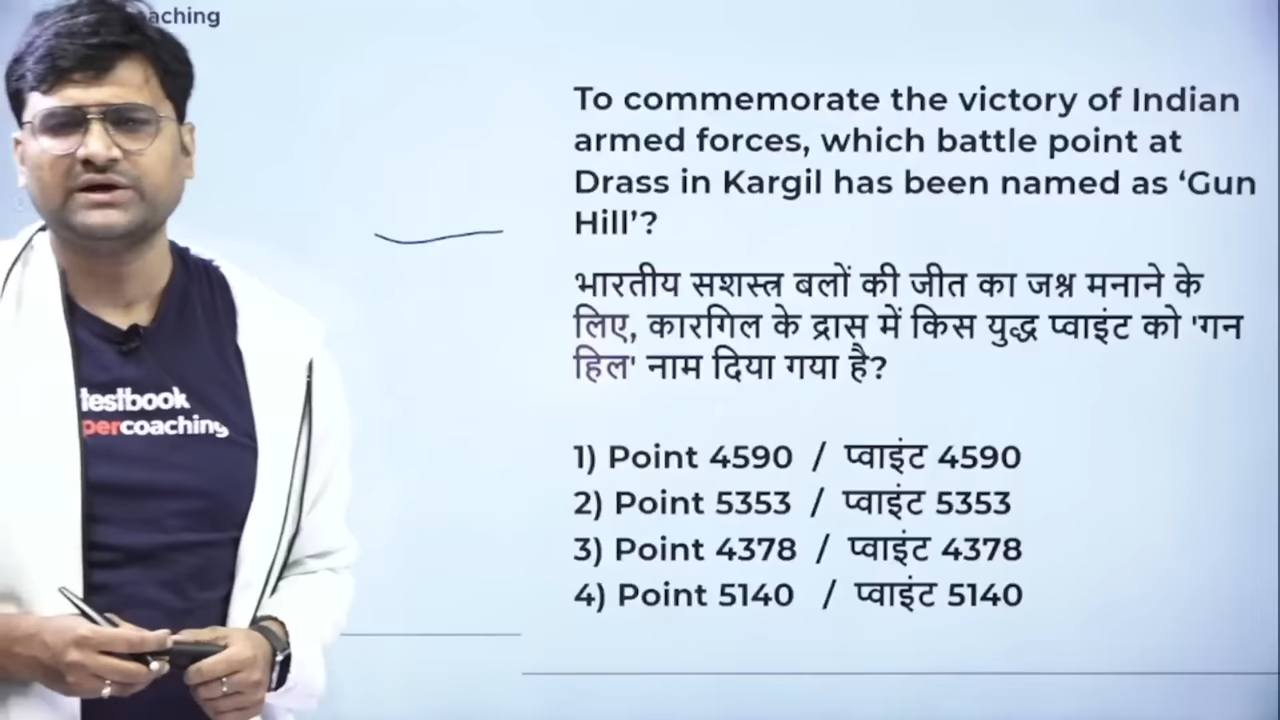 aching
To commemorate the victory of Indian
armed forces, which battle point at
Drass in Kargil has been named as ‘Gun
Hill’?
भारतीय सशस्त्र बलों की जीत का जश्न मनाने के
लिए, कारगिल के द्रास में किस युद्ध प्वाइंट को 'गन
हिल' नाम दिया गया है?
1) Point 4590 / प्वाइंट 4590
2) Point 5353 / प्वाइंट 5353
3) Point 4378 / प्वाइंट 4378
4) Point 5140 / प्वाइंट 5140
testbook
percoaching